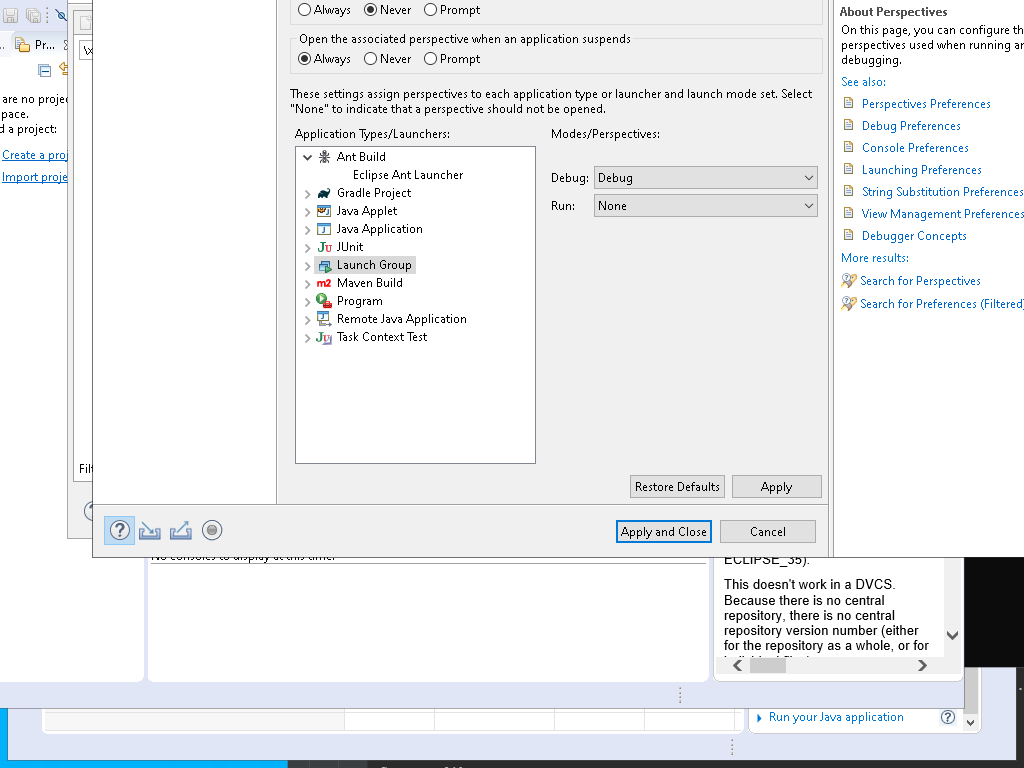 Always Never Prompt
Open the associated perspective when an application suspends
Always Never Prompt
These settings assign perspectives to each application type or launcher and launch mode set. Select
"None" to indicate that a perspective should not be opened.
Application Types/Launchers:
Modes/Perspectives:
Ant Build
Eclipse Ant Launcher
Gradle Project
Java Applet
Java Application
JUnit
Launch Group
Maven Build
Program
Remote Java Application
Task Context Test
Debug: Debug
Run: None
Restore Defaults
Apply
Apply and Close
Cancel
About Perspectives
On this page, you can configure th
perspectives used when running an
debugging.
See also:
Perspectives Preferences
Debug Preferences
Console Preferences
Launching Preferences
String Substitution Preferences
View Management Preferences
Debugger Concepts
More results:
Search for Perspectives
Search for Preferences (Filtered)
Pr...
are no projec
pace.
d a project:
Create a proj
Import proje
Filt
No consoles to display at this time.
ECLIPSE_35).
This doesn't work in a DVCS.
Because there is no central
repository, there is no central
repository version number (either
for the repository as a whole, or for
Run your Java application